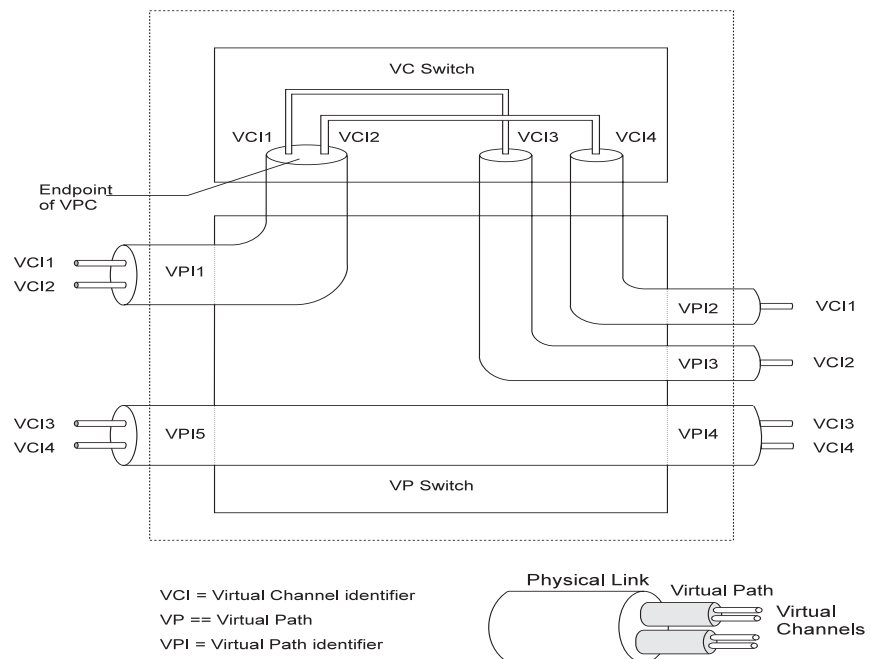 VC Switch
VCI1
VCI2
VCI3
VCI4
Endpoint
of VPC
VCI1
VCI2
VPI1
VPI2
VCI1
VPI3
VCI2
VCI3
VCI4
VPI5
VPI4
VCI3
VCI4
VP Switch
VCI = Virtual Channel identifier
VP == Virtual Path
VPI = Virtual Path identifier
Physical Link
Virtual Path
Virtual
Channels